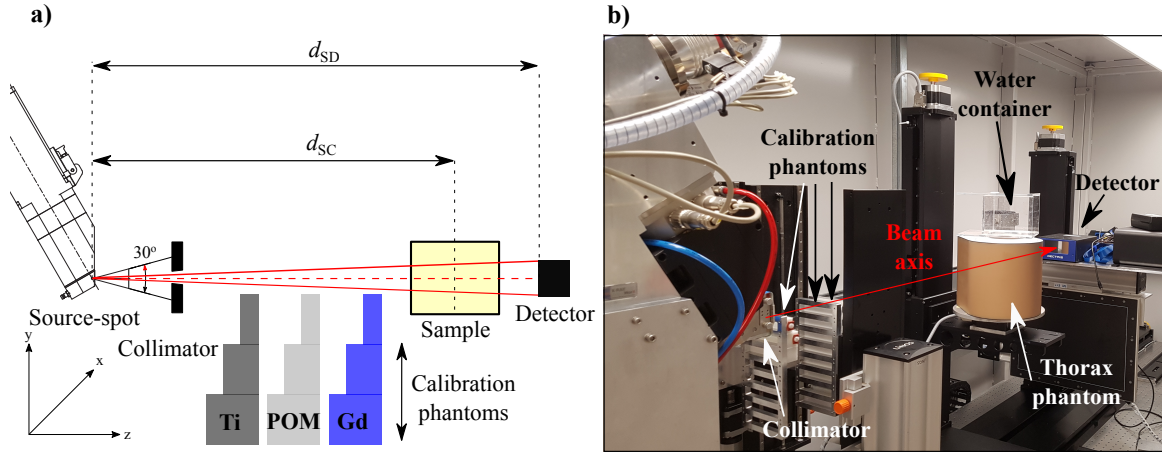 a)
d_SD
d_SC
30°
Source-spot
Collimator
Sample
Detector
y
x
z
Ti
POM
Gd
Calibration
phantoms
b)
Water
container
Calibration
phantoms
Detector
Beam
axis
Thorax
phantom
Collimator